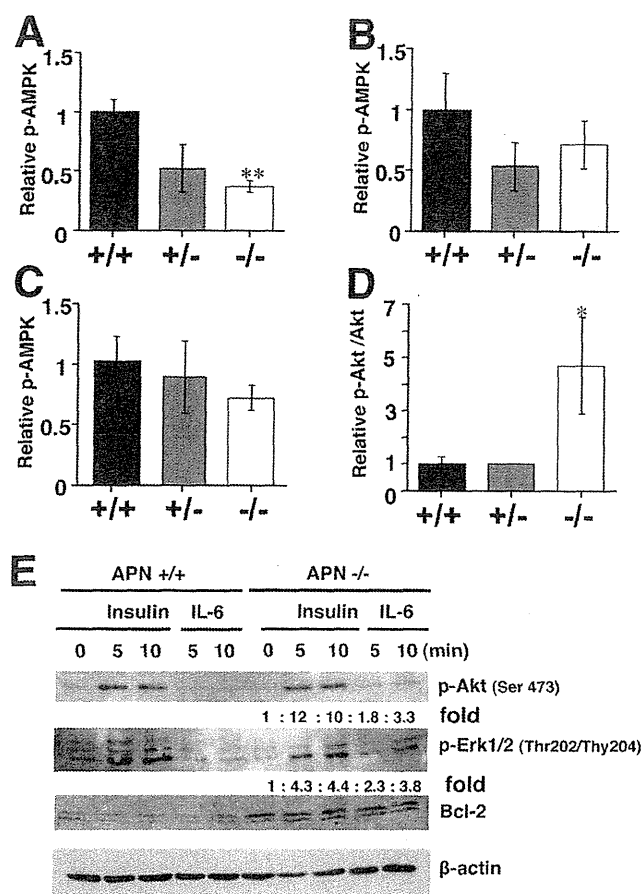 A
Relative p-AMPK
1.5
1
0.5
0
+/+ +/- -/-
**
B
Relative p-AMPK
1.5
1
0.5
0
+/+ +/- -/-
C
Relative p-AMPK
1.5
1
0.5
0
+/+ +/- -/-
D
Relative p-Akt /Akt
7
5
3
1
0
+/+ +/- -/-
*
E
APN +/+ APN -/-
Insulin IL-6 Insulin IL-6
0 5 10 5 10 0 5 10 5 10 (min)
p-Akt (Ser 473)
1 : 12 : 10 : 1.8 : 3.3 fold
p-Erk1/2 (Thr202/Thy204)
1 : 4.3 : 4.4 : 2.3 : 3.8 fold
Bcl-2
β-actin